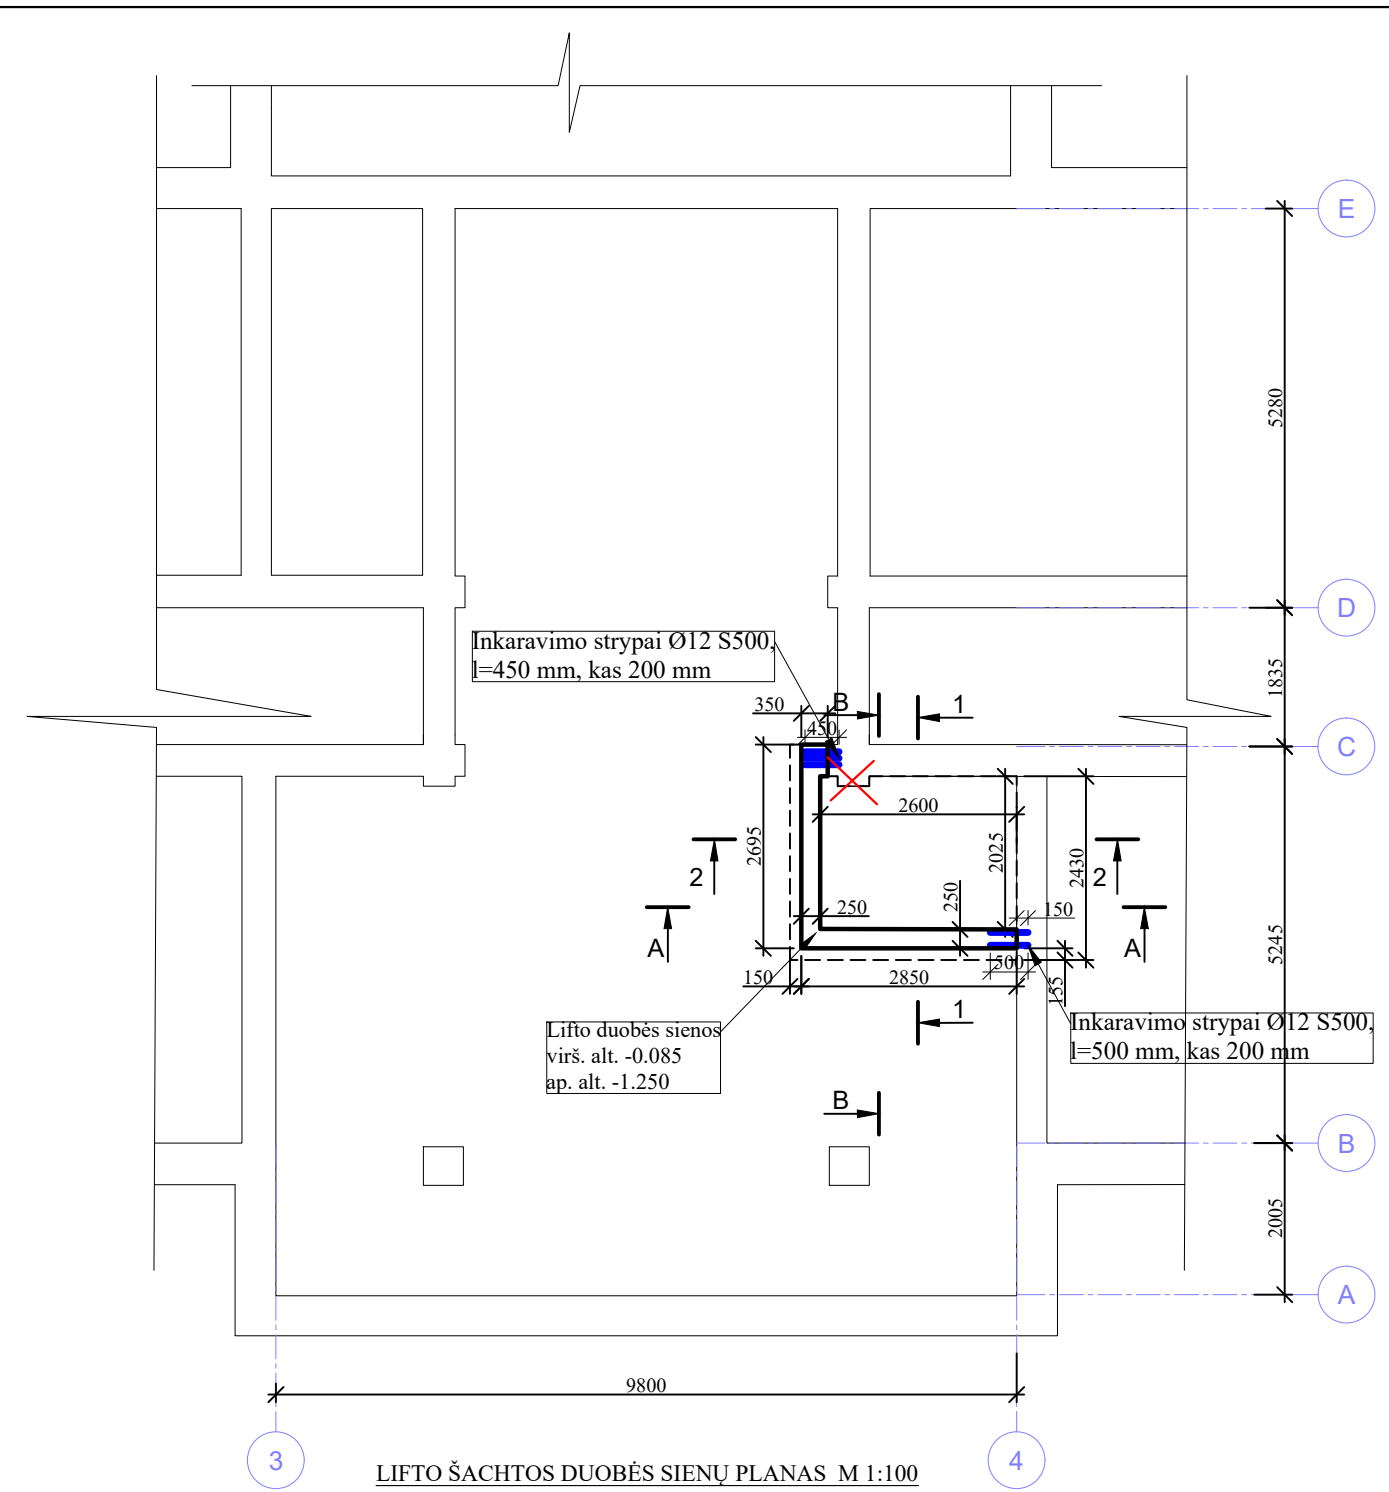 E
5280
D
Inkaravimo strypai Ø12 S500,
l=450 mm, kas 200 mm
1835
350
B
1
450
C
2600
2695
2025
2430
2
2
250
250
150
A
A
5245
500
150
2850
155
1
Lifto duobės sienos
virš. alt. -0.085
ap. alt. -1.250
Inkaravimo strypai Ø12 S500,
l=500 mm, kas 200 mm
B
B
2005
A
9800
3
4
LIFTO ŠACHTOS DUOBĖS SIENŲ PLANAS M 1:100